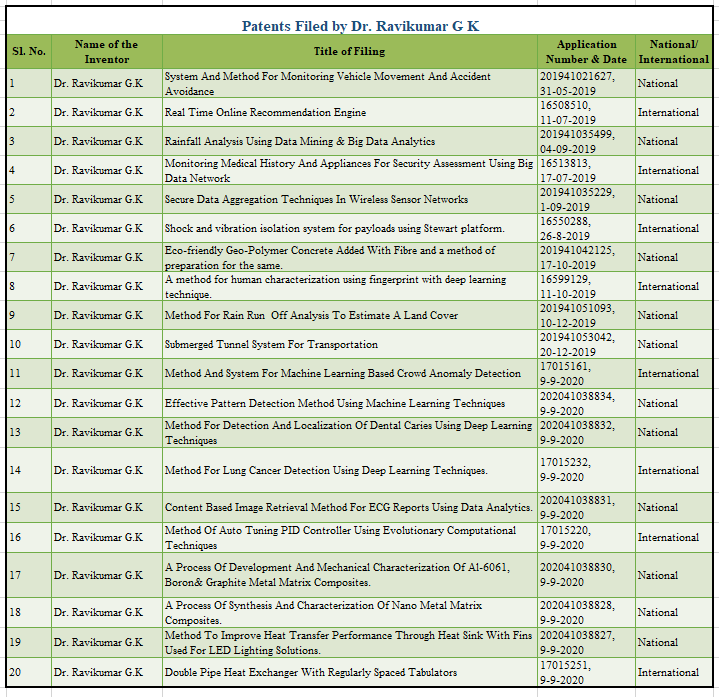 Patents Filed by Dr. Ravikumar G K
Sl. No. Name of the Inventor Title of Filing Application Number & Date National/ International
1 Dr. Ravikumar G.K System And Method For Monitoring Vehicle Movement And Accident Avoidance 201941021627, 31-05-2019 National
2 Dr. Ravikumar G.K Real Time Online Recommendation Engine 16508510, 11-07-2019 International
3 Dr. Ravikumar G.K Rainfall Analysis Using Data Mining & Big Data Analytics 201941035499, 04-09-2019 National
4 Dr. Ravikumar G.K Monitoring Medical History And Appliances For Security Assessment Using Big Data Network 16513813, 17-07-2019 International
5 Dr. Ravikumar G.K Secure Data Aggregation Techniques In Wireless Sensor Networks 201941035229, 1-09-2019 National
6 Dr. Ravikumar G.K Shock and vibration isolation system for payloads using Stewart platform. 16550288, 26-8-2019 International
7 Dr. Ravikumar G.K Eco-friendly Geo-Polymer Concrete Added With Fibre and a method of preparation for the same. 201941042125, 17-10-2019 National
8 Dr. Ravikumar G.K A method for human characterization using fingerprint with deep learning technique. 16599129, 11-10-2019 International
9 Dr. Ravikumar G.K Method For Rain Run Off Analysis To Estimate A Land Cover 201941051093, 10-12-2019 National
10 Dr. Ravikumar G.K Submerged Tunnel System For Transportation 201941053042, 20-12-2019 National
11 Dr. Ravikumar G.K Method And System For Machine Learning Based Crowd Anomaly Detection 17015161, 9-9-2020 International
12 Dr. Ravikumar G.K Effective Pattern Detection Method Using Machine Learning Techniques 202041038834, 9-9-2020 National
13 Dr. Ravikumar G.K Method For Detection And Localization Of Dental Caries Using Deep Learning Techniques 202041038832, 9-9-2020 National
14 Dr. Ravikumar G.K Method For Lung Cancer Detection Using Deep Learning Techniques. 17015232, 9-9-2020 International
15 Dr. Ravikumar G.K Content Based Image Retrieval Method For ECG Reports Using Data Analytics. 202041038831, 9-9-2020 National
16 Dr. Ravikumar G.K Method Of Auto Tuning PID Controller Using Evolutionary Computational Techniques 17015220, 9-9-2020 International
17 Dr. Ravikumar G.K A Process Of Development And Mechanical Characterization Of Al-6061, Boron& Graphite Metal Matrix Composites. 202041038830, 9-9-2020 National
18 Dr. Ravikumar G.K A Process Of Synthesis And Characterization Of Nano Metal Matrix Composites. 202041038828, 9-9-2020 National
19 Dr. Ravikumar G.K Method To Improve Heat Transfer Performance Through Heat Sink With Fins Used For LED Lighting Solutions. 202041038827, 9-9-2020 National
20 Dr. Ravikumar G.K Double Pipe Heat Exchanger With Regularly Spaced Tabulators 17015251, 9-9-2020 International